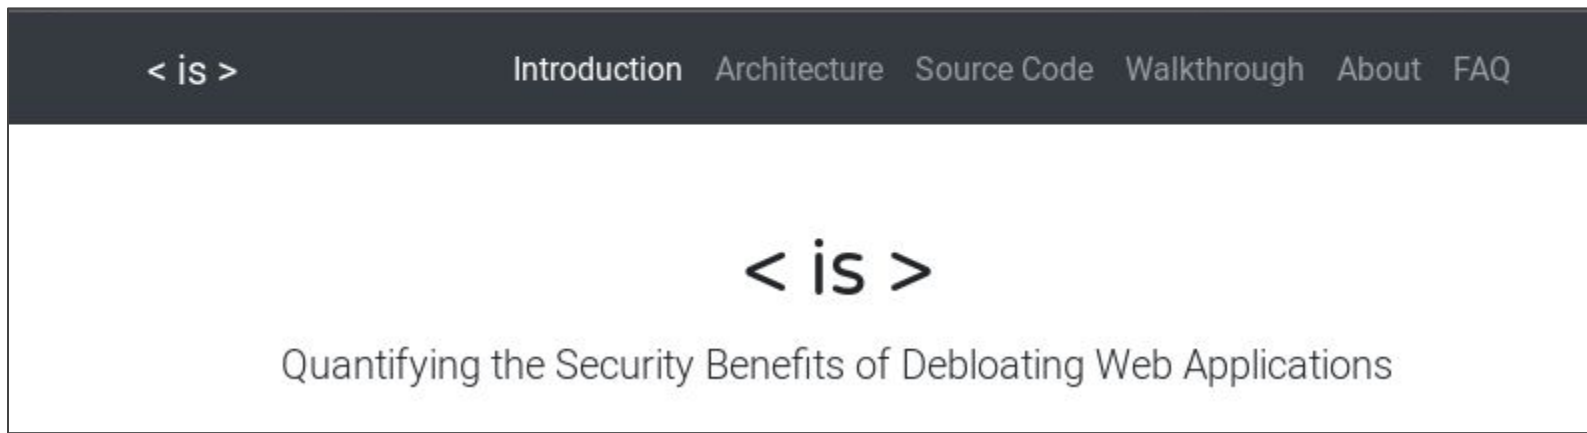 < is > Introduction Architecture Source Code Walkthrough About FAQ
< is >
Quantifying the Security Benefits of Debloating Web Applications